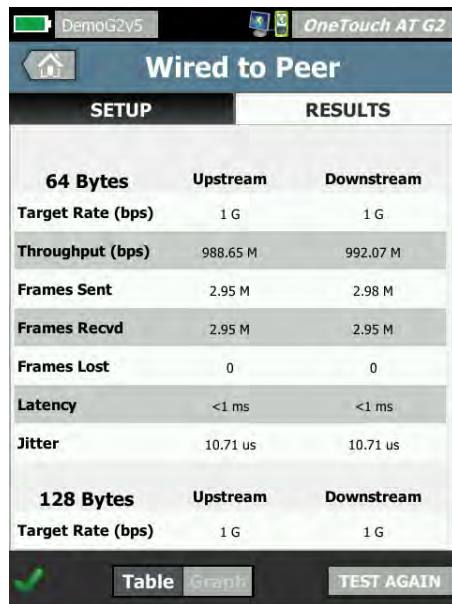 DemoG2v5 OneTouch AT G2
Wired to Peer
SETUP RESULTS
64 Bytes Upstream Downstream
Target Rate (bps) 1 G 1 G
Throughput (bps) 988.65 M 992.07 M
Frames Sent 2.95 M 2.98 M
Frames Recvd 2.95 M 2.95 M
Frames Lost 0 0
Latency <1 ms <1 ms
Jitter 10.71 us 10.71 us
128 Bytes Upstream Downstream
Target Rate (bps) 1 G 1 G
Table Graph TEST AGAIN